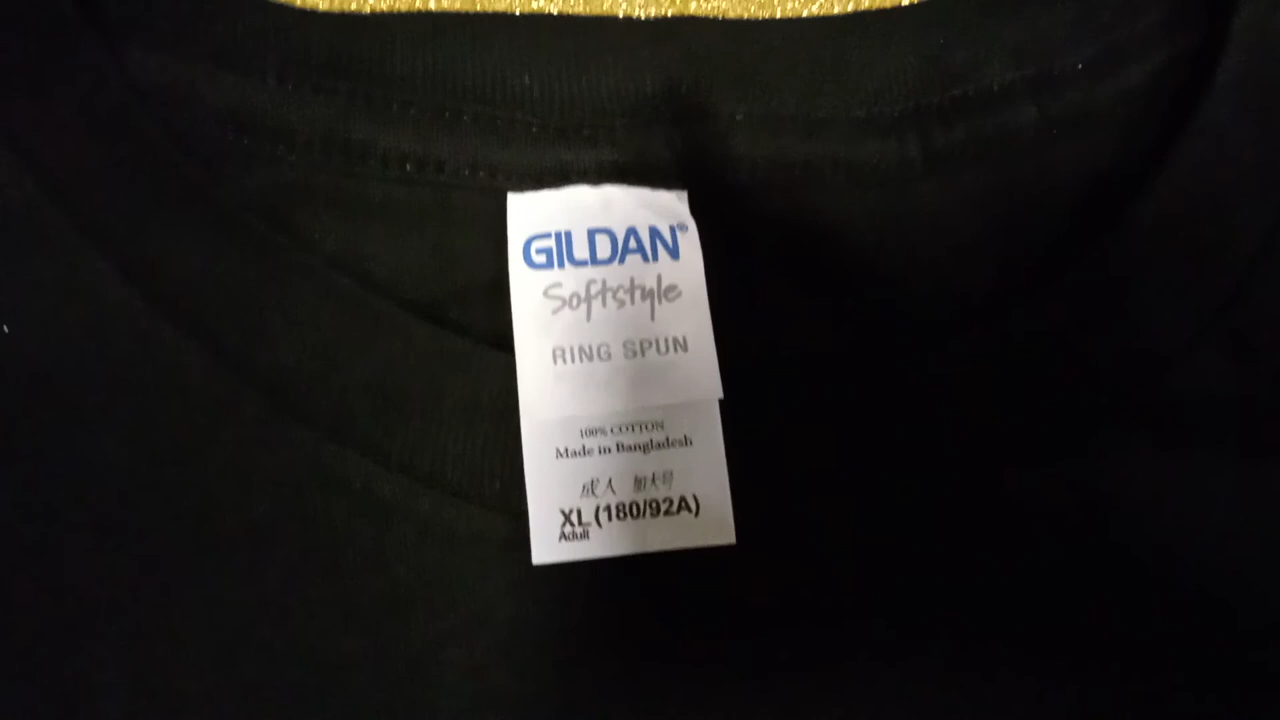 GILDAN®
Softstyle
RING SPUN
100% COTTON
Made in Bangladesh
成人 加大号
XL (180/92A)
Adult